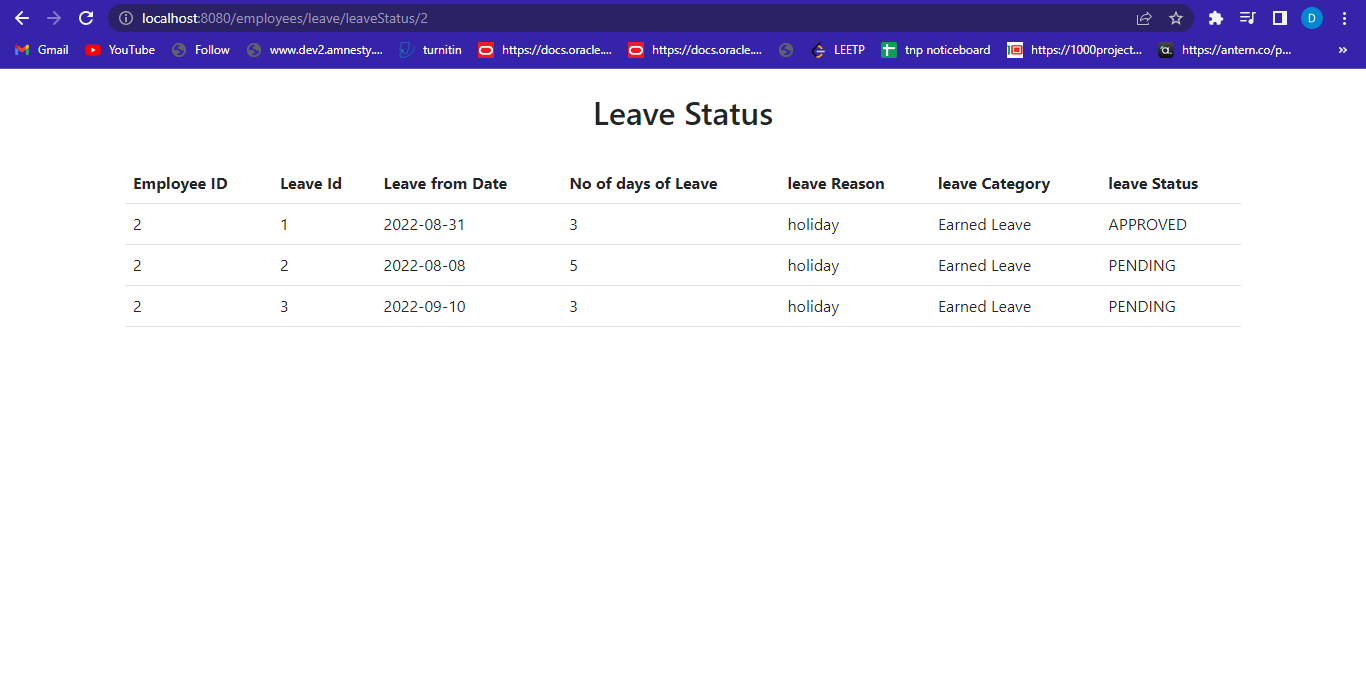 localhost:8080/employees/leave/leaveStatus/2
D
Gmail YouTube Follow www.dev2.amnesty.... turnitin https://docs.oracle.... https://docs.oracle.... LEETP tnp noticeboard https://1000project... a. https://antern.co/p... »
Leave Status
Employee ID Leave Id Leave from Date No of days of Leave leave Reason leave Category leave Status
2 1 2022-08-31 3 holiday Earned Leave APPROVED
2 2 2022-08-08 5 holiday Earned Leave PENDING
2 3 2022-09-10 3 holiday Earned Leave PENDING